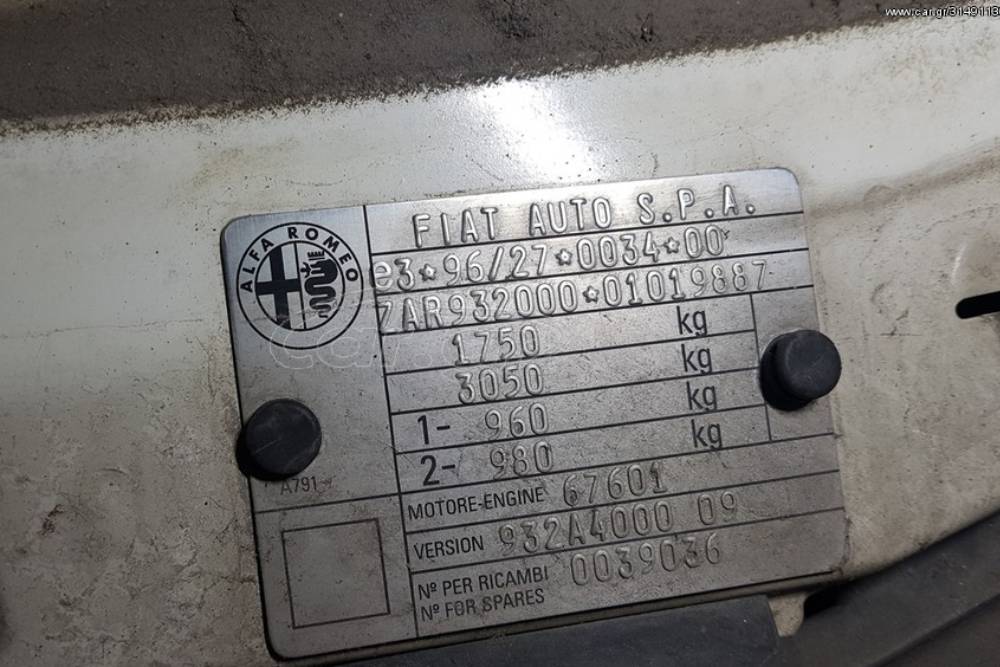 www.car.gr/31491180
ALFA ROMEO
FIAT AUTO S.P.A.
e3*96/27*0034*00
ZAR932000*01019887
1750 kg
3050 kg
1- 960 kg
2- 980 kg
A791
MOTORE-ENGINE 67601
VERSION 932A4000 09
Nº PER RICAMBI 0039036
Nº FOR SPARES